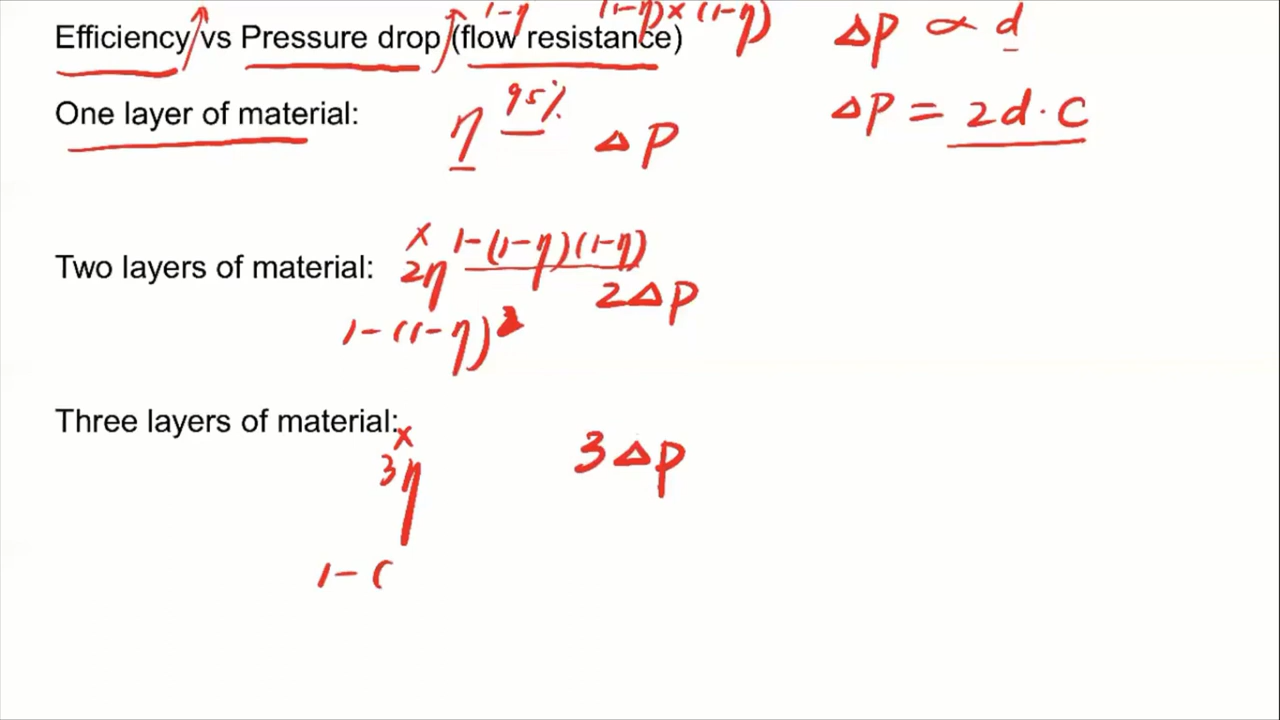 1-η (1-η)×(1-η)
Efficiency vs Pressure drop (flow resistance) Δp ∝ d
One layer of material: η 95% Δp Δp = 2d·C
x 1-(1-η)(1-η)
Two layers of material: 2η 2Δp
1-(1-η)²
Three layers of material:
x
3η 3Δp
1-(